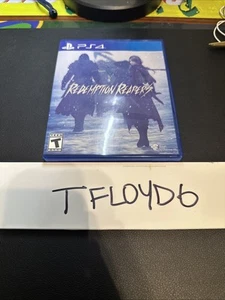 PS4
REDEMPTION REAPERS
T
TFLOYD6